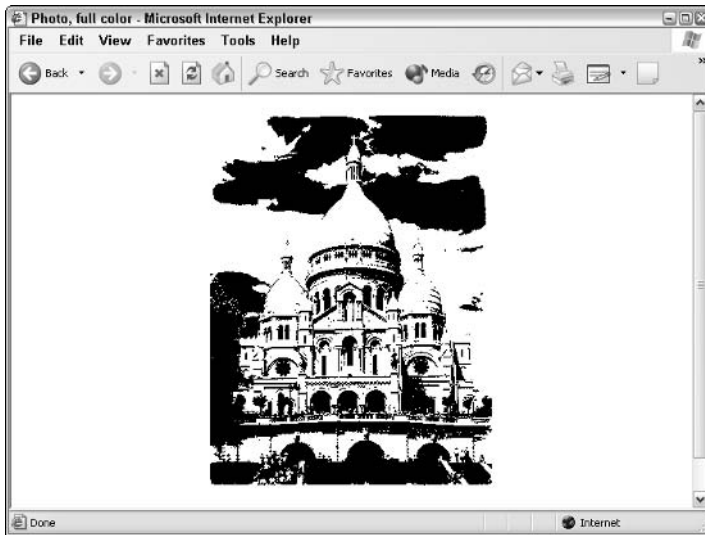 Photo, full color - Microsoft Internet Explorer
File Edit View Favorites Tools Help
Back Search Favorites Media
Done Internet